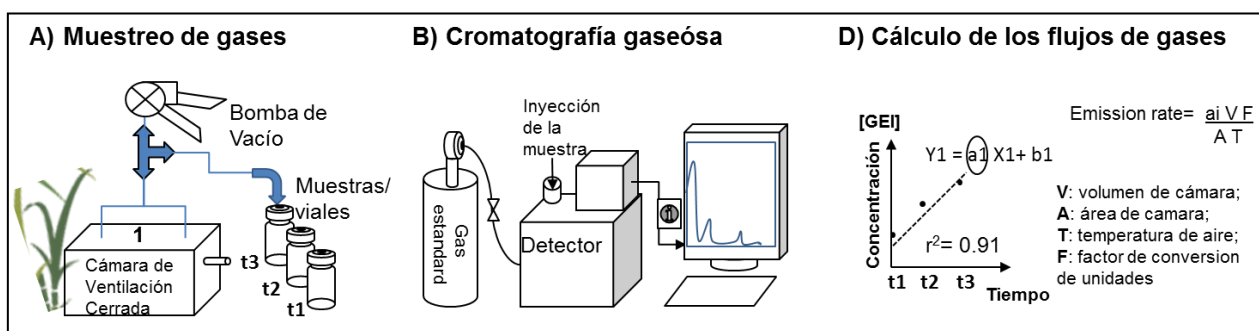 A) Muestreo de gases
Bomba de
Vacío
Muestras/
viales
1
Cámara de
Ventilación
Cerrada
t3
t2
t1
B) Cromatografía gaseósa
Inyección
de la
muestra
Gas
estandard
Detector
i
D) Cálculo de los flujos de gases
Emission rate= ai V F
A T
[GEI]
Concentración
Y1 = a1 X1+ b1
r²= 0.91
t1 t2 t3
Tiempo
V: volumen de cámara;
A: área de camara;
T: temperatura de aire;
F: factor de conversion
de unidades